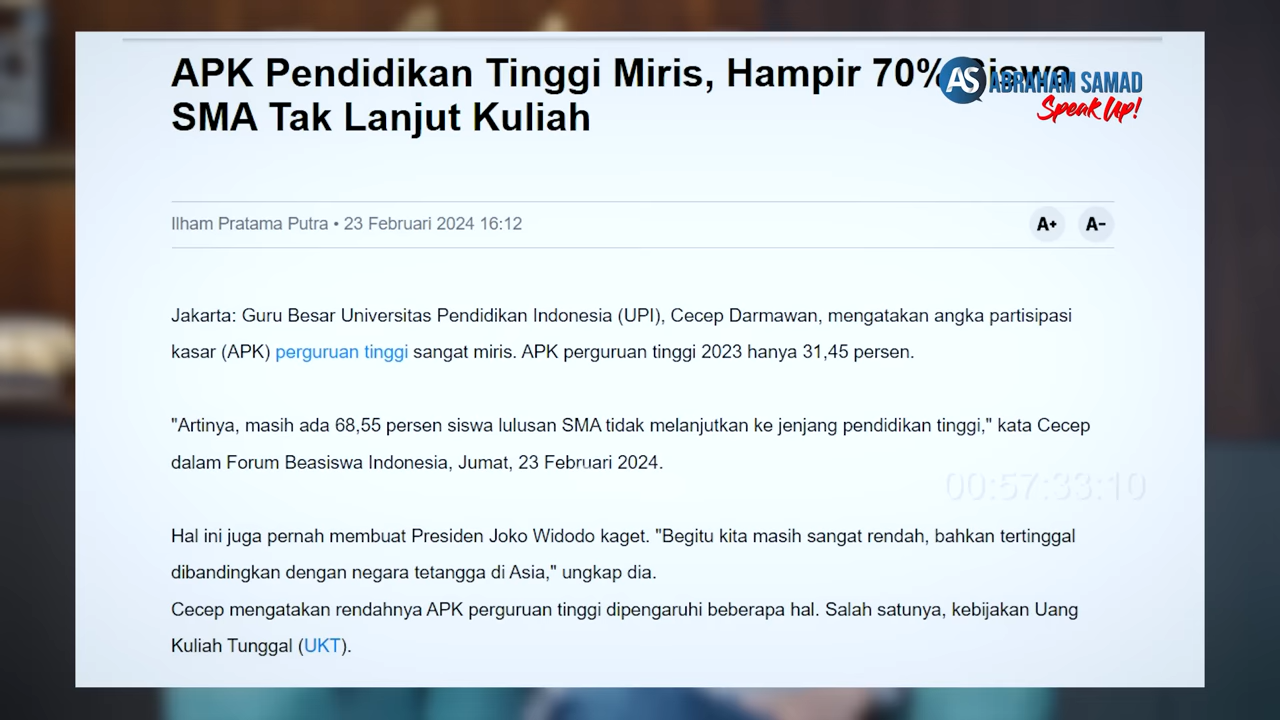 APK Pendidikan Tinggi Miris, Hampir 70% Siswa
SMA Tak Lanjut Kuliah
AS ABRAHAM SAMAD
Speak Up!
Ilham Pratama Putra • 23 Februari 2024 16:12
A+ A-
Jakarta: Guru Besar Universitas Pendidikan Indonesia (UPI), Cecep Darmawan, mengatakan angka partisipasi
kasar (APK) perguruan tinggi sangat miris. APK perguruan tinggi 2023 hanya 31,45 persen.
"Artinya, masih ada 68,55 persen siswa lulusan SMA tidak melanjutkan ke jenjang pendidikan tinggi," kata Cecep
dalam Forum Beasiswa Indonesia, Jumat, 23 Februari 2024.
00:57:33:10
Hal ini juga pernah membuat Presiden Joko Widodo kaget. "Begitu kita masih sangat rendah, bahkan tertinggal
dibandingkan dengan negara tetangga di Asia," ungkap dia.
Cecep mengatakan rendahnya APK perguruan tinggi dipengaruhi beberapa hal. Salah satunya, kebijakan Uang
Kuliah Tunggal (UKT).